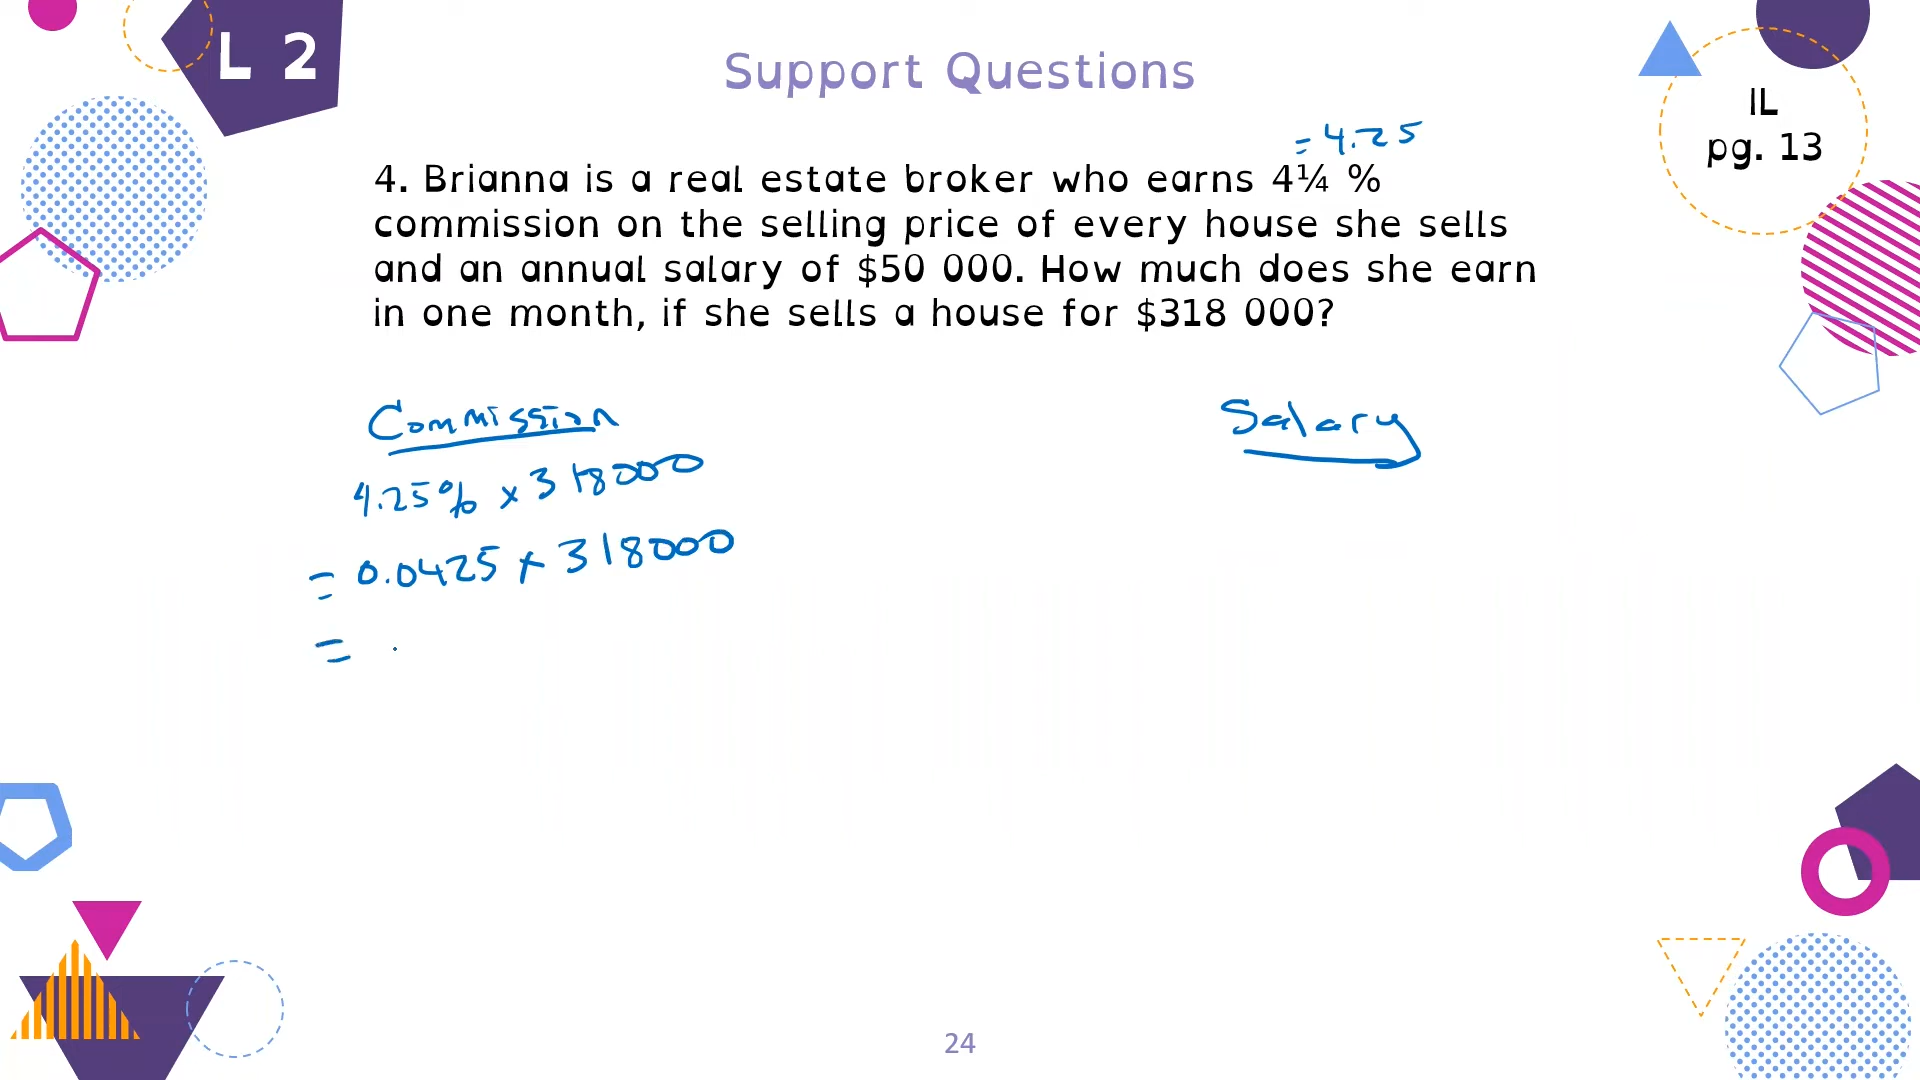 L 2
Support Questions
IL
pg. 13
= 4.25
4. Brianna is a real estate broker who earns 4¼ %
commission on the selling price of every house she sells
and an annual salary of $50 000. How much does she earn
in one month, if she sells a house for $318 000?
Commission
4.25% × 318000
= 0.0425 × 318000
=
Salary
24